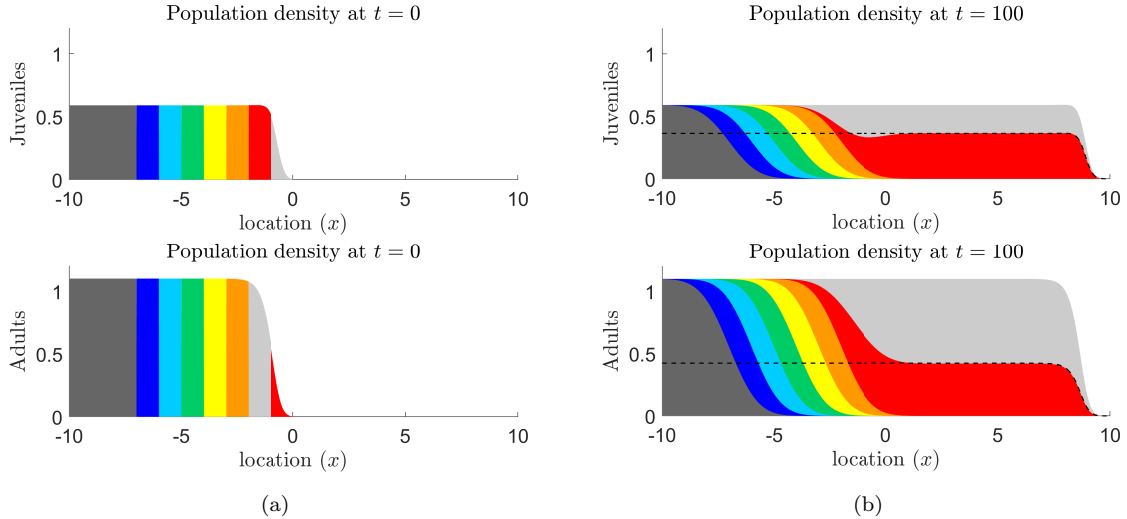 Population density at t = 0
1
0.5
0
Juveniles
-10 -5 0 5 10
location (x)
Population density at t = 0
1
0.5
0
Adults
-10 -5 0 5 10
location (x)
(a)
Population density at t = 100
1
0.5
0
Juveniles
-10 -5 0 5 10
location (x)
Population density at t = 100
1
0.5
0
Adults
-10 -5 0 5 10
location (x)
(b)